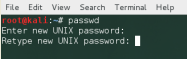 File Edit View Search Terminal Help
root@kali:~# passwd
Enter new UNIX password:
Retype new UNIX password: